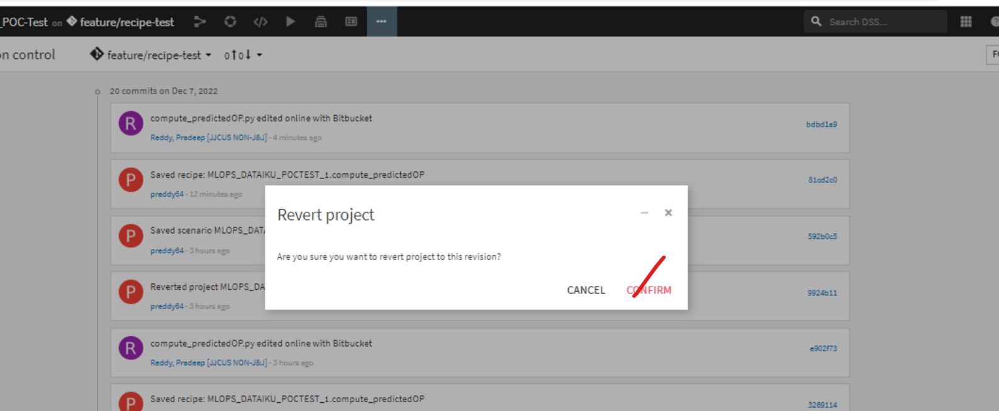 _POC-Test on feature/recipe-test
Search DSS...
on control
feature/recipe-test
0 0
20 commits on Dec 7, 2022
R
compute_predictedOP.py edited online with Bitbucket
Reddy, Pradeep [JJCUS NON-J&J] - 4 minutes ago
bdbd1a9
P
Saved recipe: MLOPS_DATAIKU_POCTEST_1.compute_predictedOP
preddy64 - 12 minutes ago
81cd2c0
P
Saved scenario MLOPS_DATA
preddy64 - 3 hours ago
592b0c5
P
Reverted project MLOPS_DA
preddy64 - 3 hours ago
9924b11
R
compute_predictedOP.py edited online with Bitbucket
Reddy, Pradeep [JJCUS NON-J&J] - 3 hours ago
e902f73
P
Saved recipe: MLOPS_DATAIKU_POCTEST_1.compute_predictedOP
3269114
Revert project
Are you sure you want to revert project to this revision?
CANCEL
CONFIRM